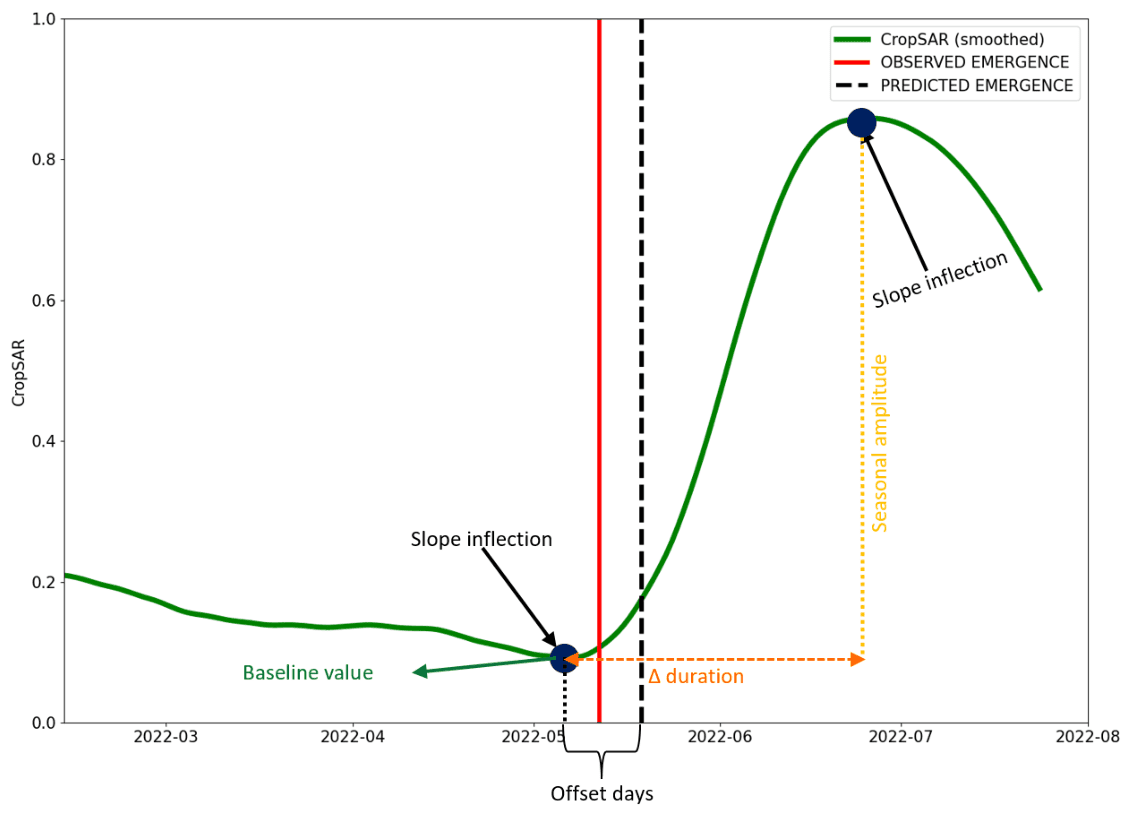 1.0
CropSAR (smoothed)
OBSERVED EMERGENCE
PREDICTED EMERGENCE
0.8
Slope inflection
0.6
Seasonal amplitude
CropSAR
0.4
Slope inflection
0.2
Baseline value
Δ duration
0.0
2022-03
2022-04
2022-05
2022-06
2022-07
2022-08
Offset days